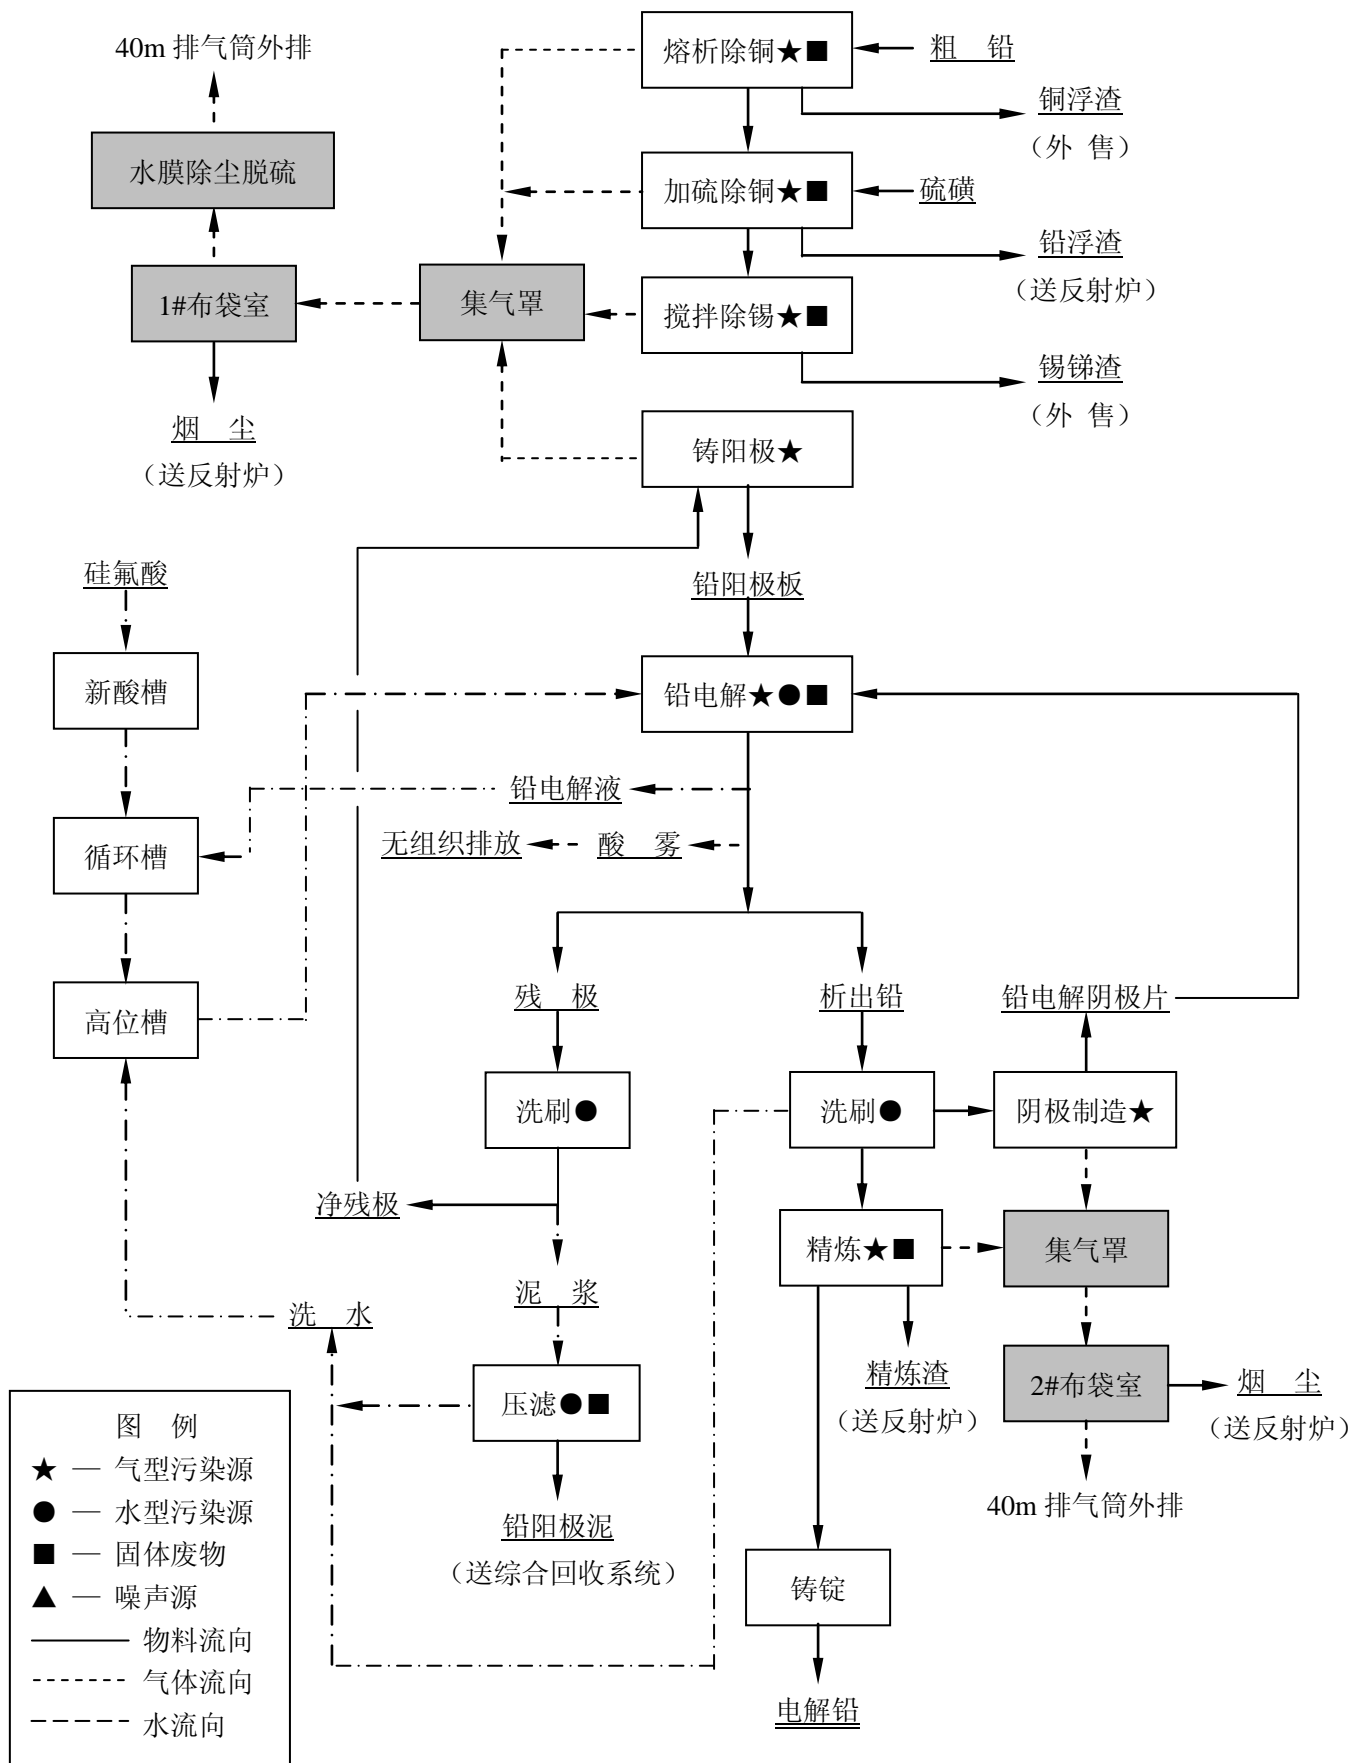 40m 排气筒外排
熔析除铜★■
粗 铅
铜浮渣
（外 售）
水膜除尘脱硫
加硫除铜★■
硫磺
铅浮渣
（送反射炉）
1#布袋室
集气罩
搅拌除锡★■
锡锑渣
（外 售）
烟 尘
（送反射炉）
铸阳极★
硅氟酸
铅阳极板
新酸槽
铅电解★●■
铅电解液
循环槽
无组织排放
酸 雾
高位槽
残 极
析出铅
铅电解阴极片
洗刷●
洗刷●
阴极制造★
净残极
精炼★■
集气罩
洗 水
泥 浆
精炼渣
（送反射炉）
2#布袋室
烟 尘
（送反射炉）
压滤●■
40m 排气筒外排
铅阳极泥
（送综合回收系统）
铸锭
电解铅
图 例
★ — 气型污染源
● — 水型污染源
■ — 固体废物
▲ — 噪声源
物料流向
气体流向
水流向